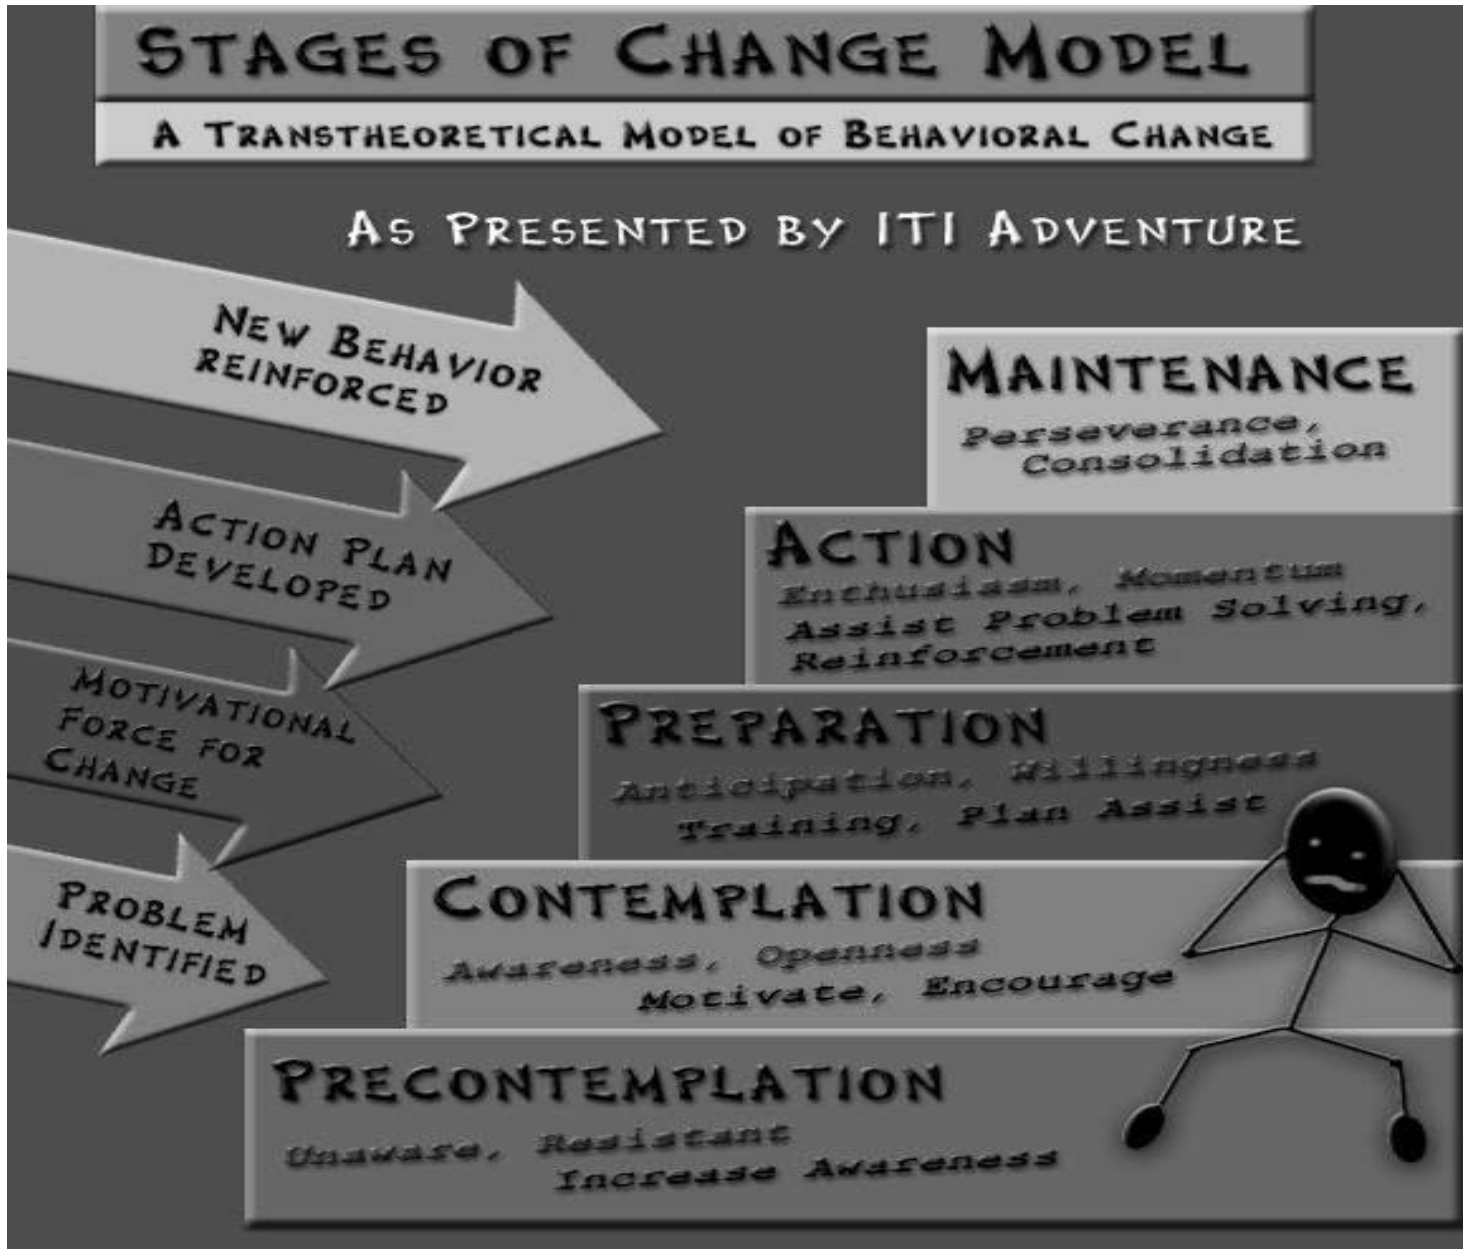 STAGES OF CHANGE MODEL
A TRANSTHEORETICAL MODEL OF BEHAVIORAL CHANGE
AS PRESENTED BY ITI ADVENTURE
NEW BEHAVIOR
REINFORCED
ACTION PLAN
DEVELOPED
MOTIVATIONAL
FORCE FOR
CHANGE
PROBLEM
IDENTIFIED
MAINTENANCE
Perseverance,
Consolidation
ACTION
Enthusiasm, Momentum
Assist Problem Solving,
Reinforcement
PREPARATION
Anticipation, Willingness
Training, Plan Assist
CONTEMPLATION
Awareness, Openness
Motivate, Encourage
PRECONTEMPLATION
Unaware, Resistant
Increase Awareness